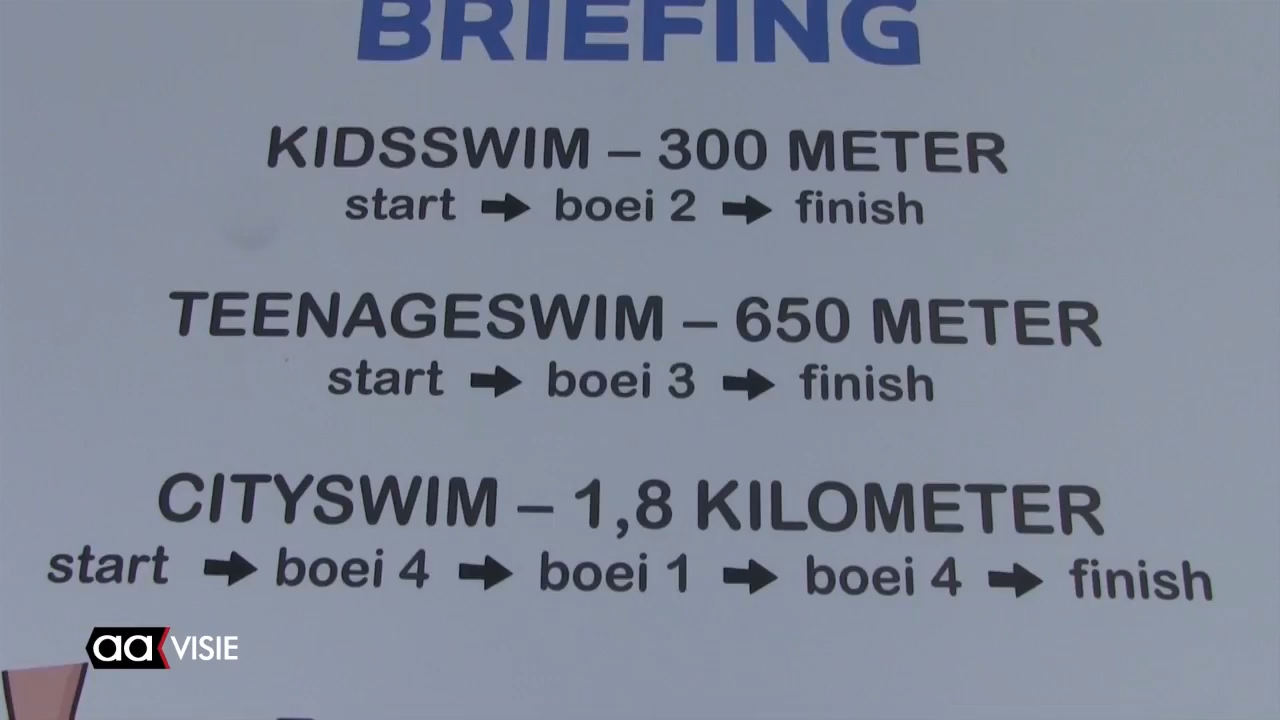 BRIEFING
KIDSSWIM – 300 METER
start ➡ boei 2 ➡ finish
TEENAGESWIM – 650 METER
start ➡ boei 3 ➡ finish
CITYSWIM – 1,8 KILOMETER
start ➡ boei 4 ➡ boei 1 ➡ boei 4 ➡ finish
aa VISIE